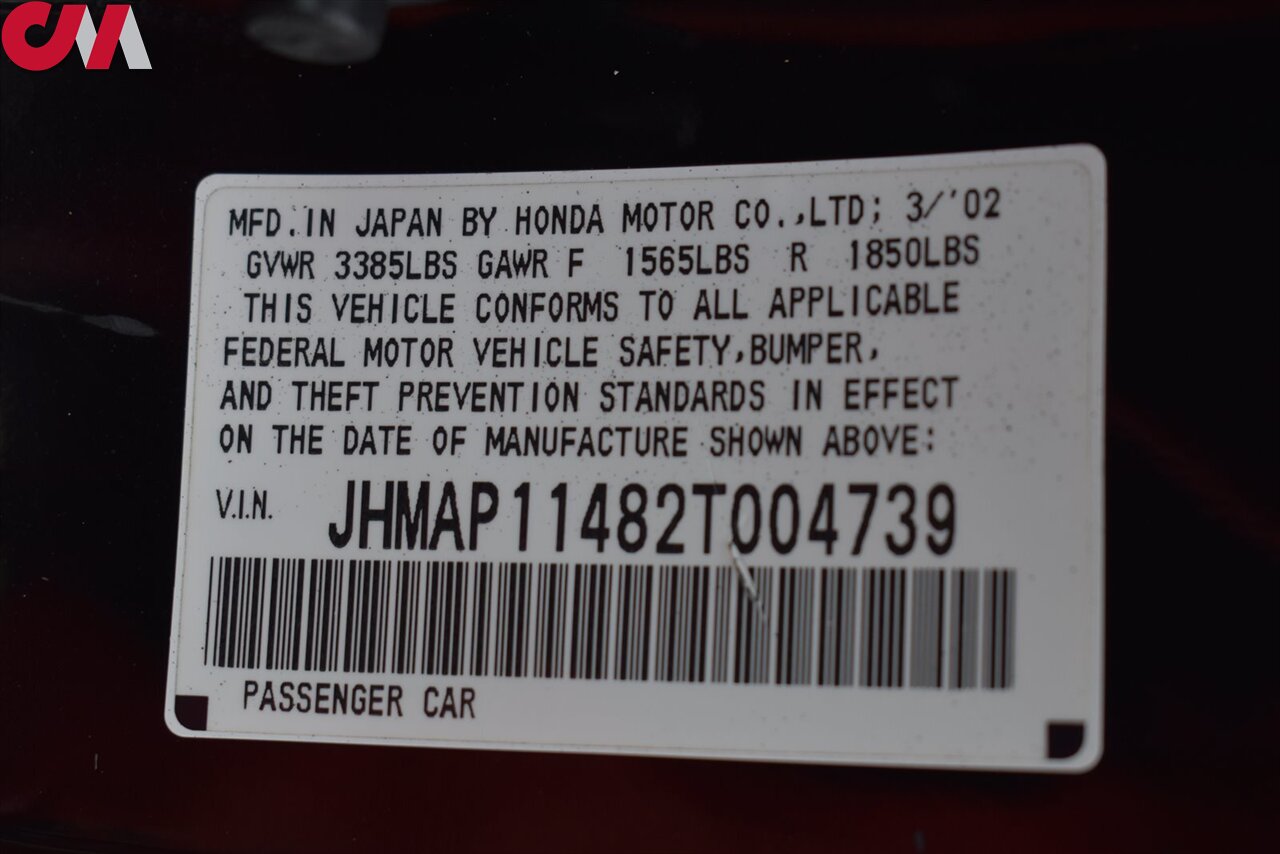 CM
MFD. IN JAPAN BY HONDA MOTOR CO.,LTD; 3/'02
GVWR 3385LBS GAWR F 1565LBS R 1850LBS
THIS VEHICLE CONFORMS TO ALL APPLICABLE
FEDERAL MOTOR VEHICLE SAFETY,BUMPER,
AND THEFT PREVENTION STANDARDS IN EFFECT
ON THE DATE OF MANUFACTURE SHOWN ABOVE:
V.I.N. JHMAP11482T004739
PASSENGER CAR